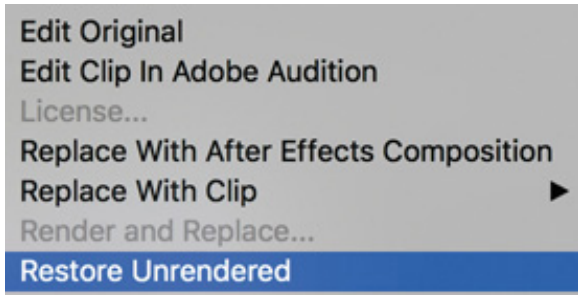 Edit Original
Edit Clip In Adobe Audition
License...
Replace With After Effects Composition
Replace With Clip
Render and Replace...
Restore Unrendered